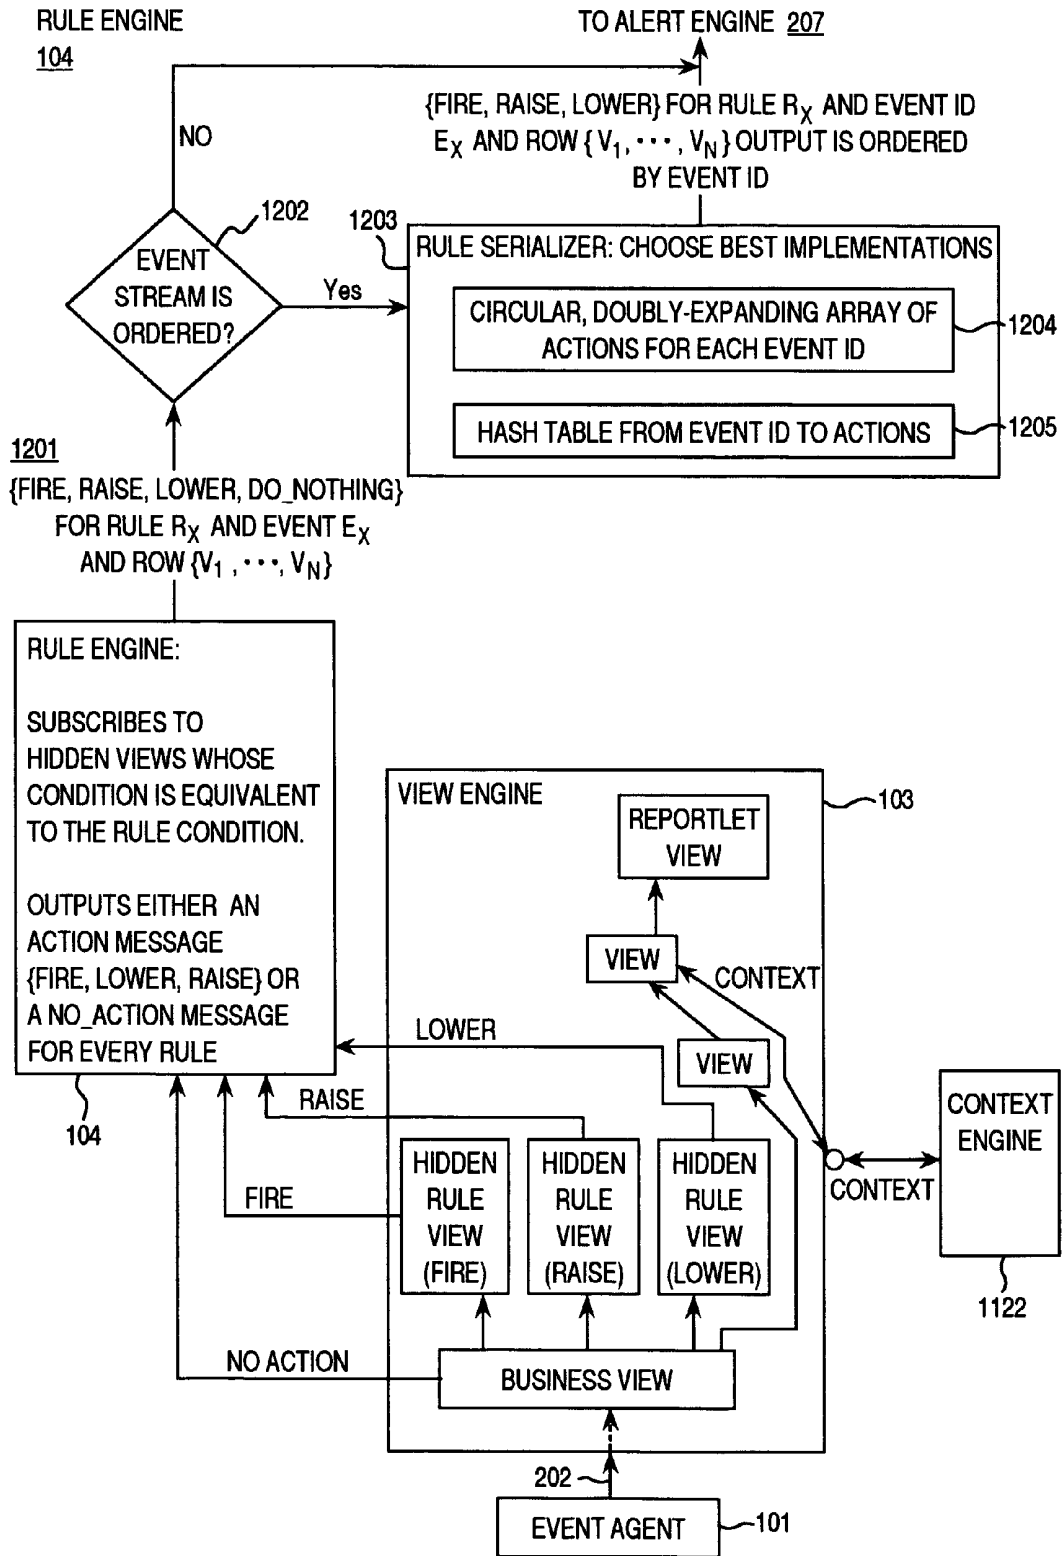 RULE ENGINE
104
TO ALERT ENGINE 207
{FIRE, RAISE, LOWER} FOR RULE RX AND EVENT ID
EX AND ROW {V1, ···, VN} OUTPUT IS ORDERED
BY EVENT ID
NO
1202
EVENT
STREAM IS
ORDERED?
Yes
1203
RULE SERIALIZER: CHOOSE BEST IMPLEMENTATIONS
CIRCULAR, DOUBLY-EXPANDING ARRAY OF
ACTIONS FOR EACH EVENT ID
1204
HASH TABLE FROM EVENT ID TO ACTIONS
1205
1201
{FIRE, RAISE, LOWER, DO_NOTHING}
FOR RULE RX AND EVENT EX
AND ROW {V1, ···, VN}
RULE ENGINE:
SUBSCRIBES TO
HIDDEN VIEWS WHOSE
CONDITION IS EQUIVALENT
TO THE RULE CONDITION.
OUTPUTS EITHER AN
ACTION MESSAGE
{FIRE, LOWER, RAISE} OR
A NO_ACTION MESSAGE
FOR EVERY RULE
104
VIEW ENGINE
103
REPORTLET
VIEW
VIEW
CONTEXT
VIEW
LOWER
RAISE
FIRE
NO ACTION
HIDDEN
RULE
VIEW
(FIRE)
HIDDEN
RULE
VIEW
(RAISE)
HIDDEN
RULE
VIEW
(LOWER)
CONTEXT
CONTEXT
ENGINE
1122
BUSINESS VIEW
202
EVENT AGENT
101